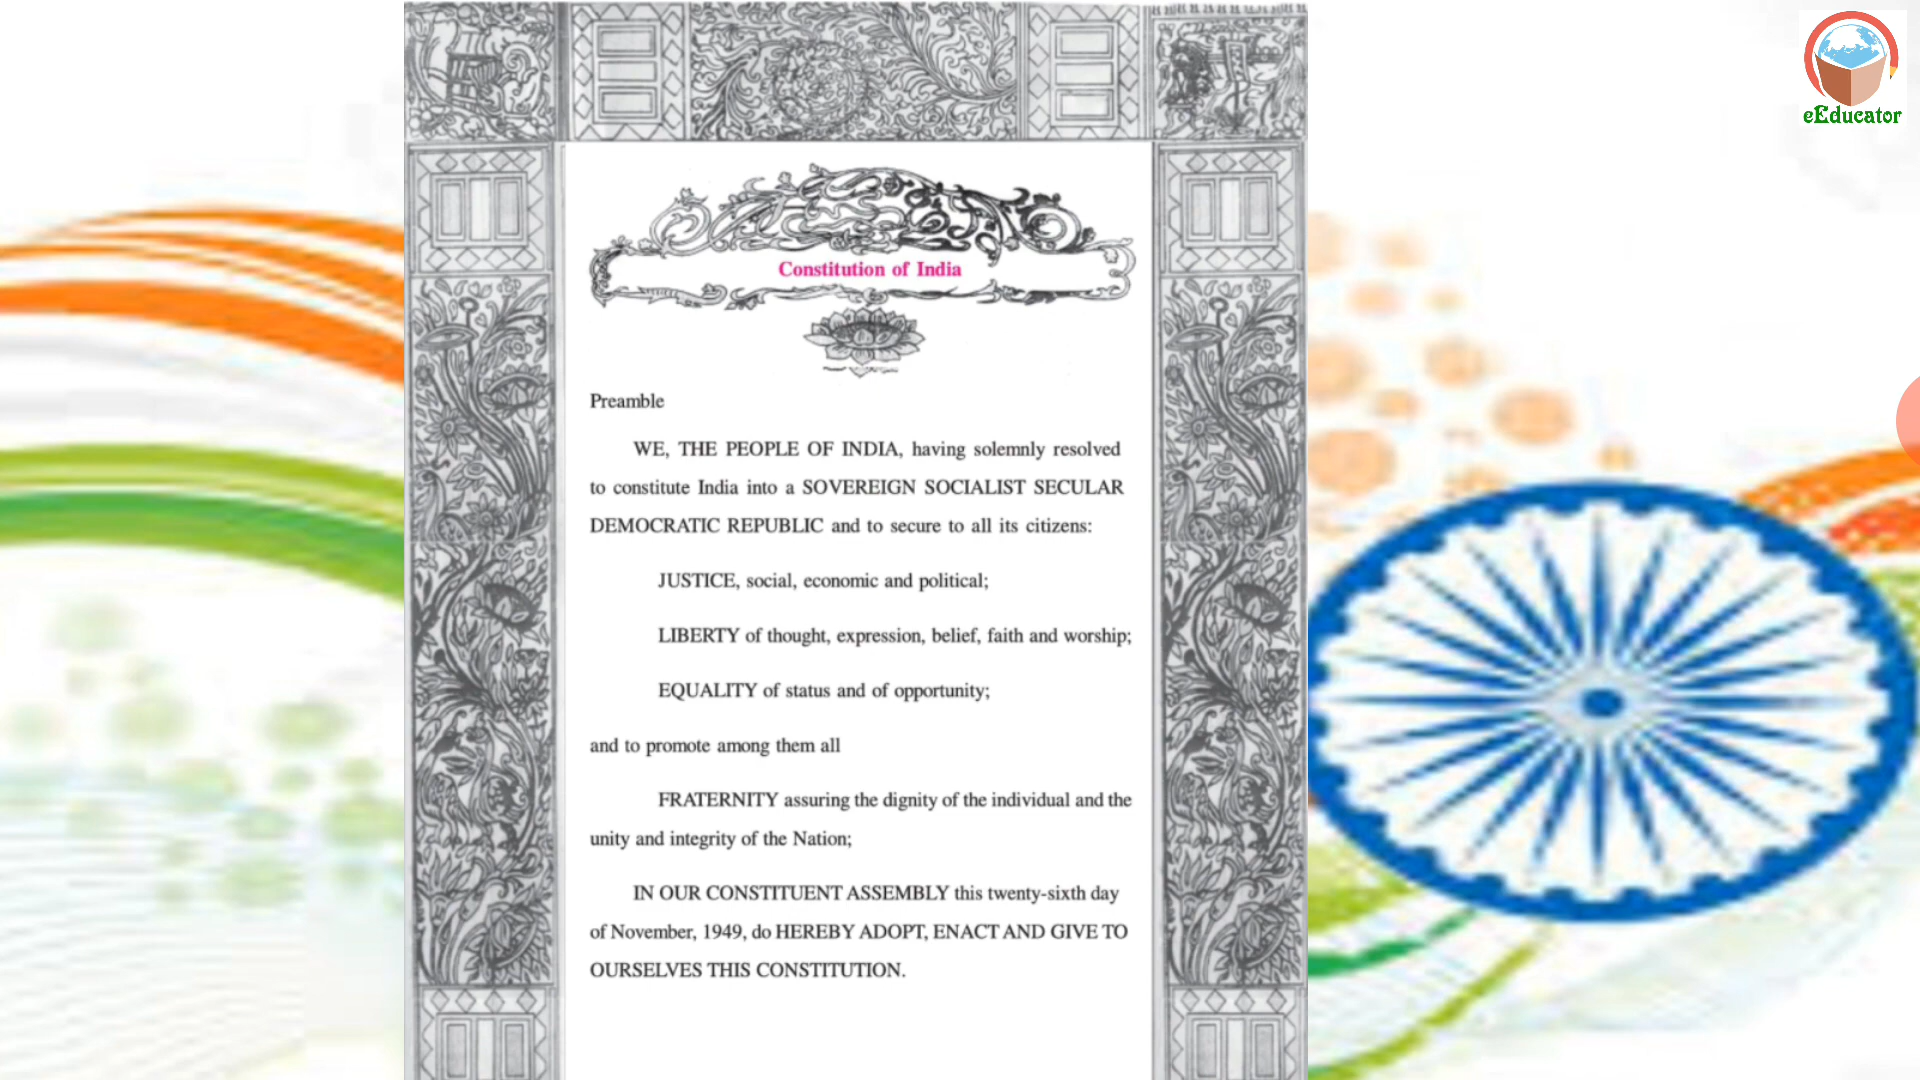 eEducator
Constitution of India
Preamble
WE, THE PEOPLE OF INDIA, having solemnly resolved
to constitute India into a SOVEREIGN SOCIALIST SECULAR
DEMOCRATIC REPUBLIC and to secure to all its citizens:
JUSTICE, social, economic and political;
LIBERTY of thought, expression, belief, faith and worship;
EQUALITY of status and of opportunity;
and to promote among them all
FRATERNITY assuring the dignity of the individual and the
unity and integrity of the Nation;
IN OUR CONSTITUENT ASSEMBLY this twenty-sixth day
of November, 1949, do HEREBY ADOPT, ENACT AND GIVE TO
OURSELVES THIS CONSTITUTION.